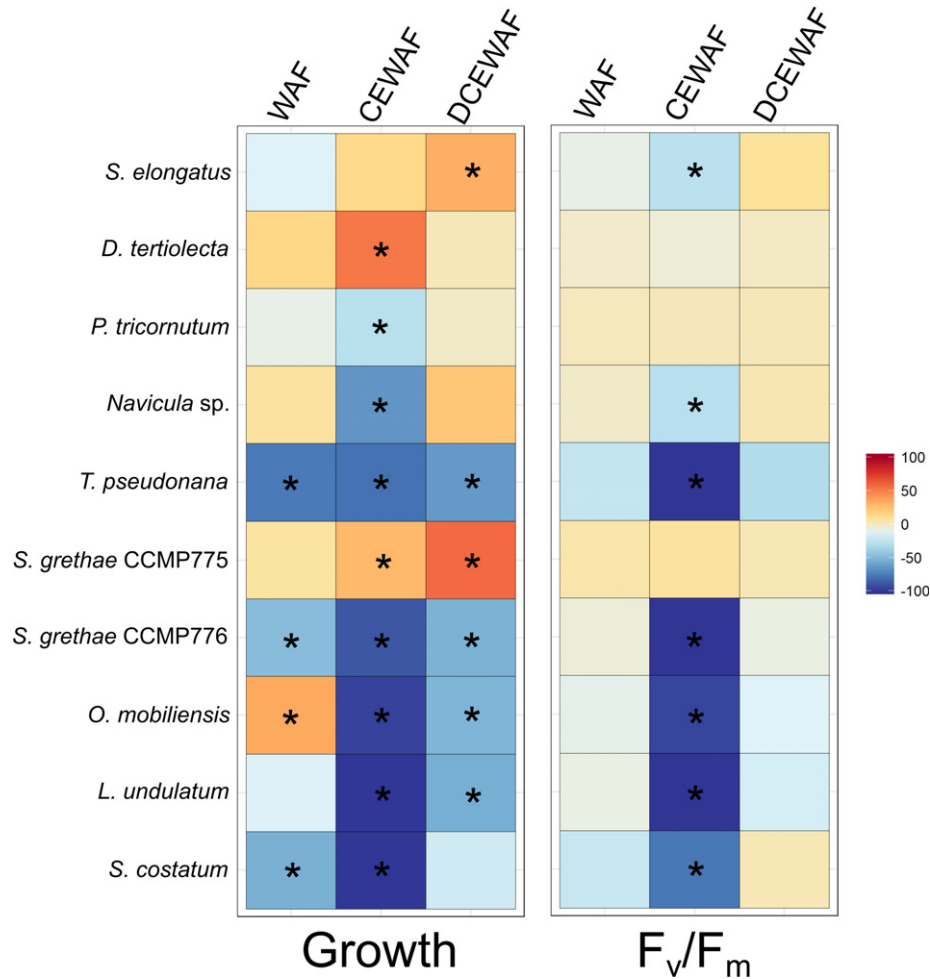 WAF CEWAF DCEWAF WAF CEWAF DCEWAF
S. elongatus * *
D. tertiolecta *
P. tricornutum *
Navicula sp. * *
T. pseudonana * * * *
S. grethae CCMP775 * *
S. grethae CCMP776 * * * *
O. mobiliensis * * * *
L. undulatum * * *
S. costatum * * *
100
50
0
-50
-100
Growth Fv/Fm